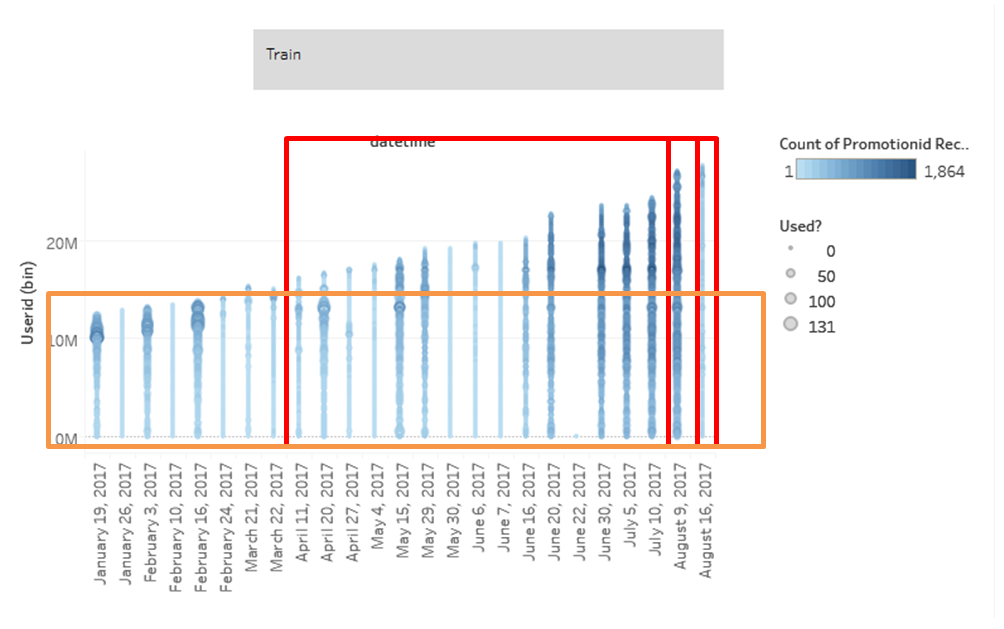 Train
datetime
Count of Promotionid Rec..
1
1,864
Used?
0
50
100
131
Userid (bin)
20M
10M
0M
January 19, 2017
January 26, 2017
February 3, 2017
February 10, 2017
February 16, 2017
February 24, 2017
March 21, 2017
March 22, 2017
April 11, 2017
April 20, 2017
April 27, 2017
May 4, 2017
May 15, 2017
May 29, 2017
May 30, 2017
June 6, 2017
June 7, 2017
June 16, 2017
June 20, 2017
June 22, 2017
June 30, 2017
July 5, 2017
July 10, 2017
August 9, 2017
August 16, 2017